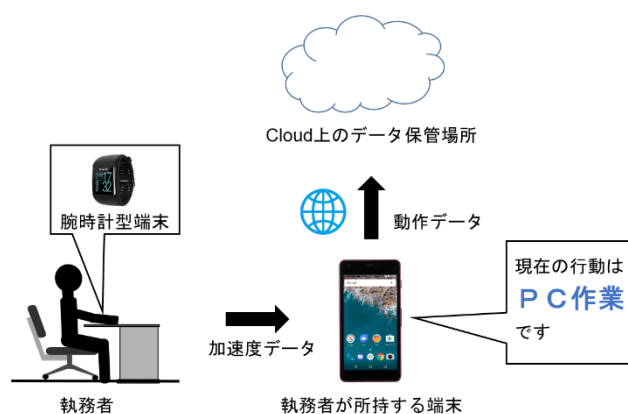 Cloud上のデータ保管場所
腕時計型端末
17
32
動作データ
現在の行動は
ＰＣ作業
です
加速度データ
執務者
執務者が所持する端末